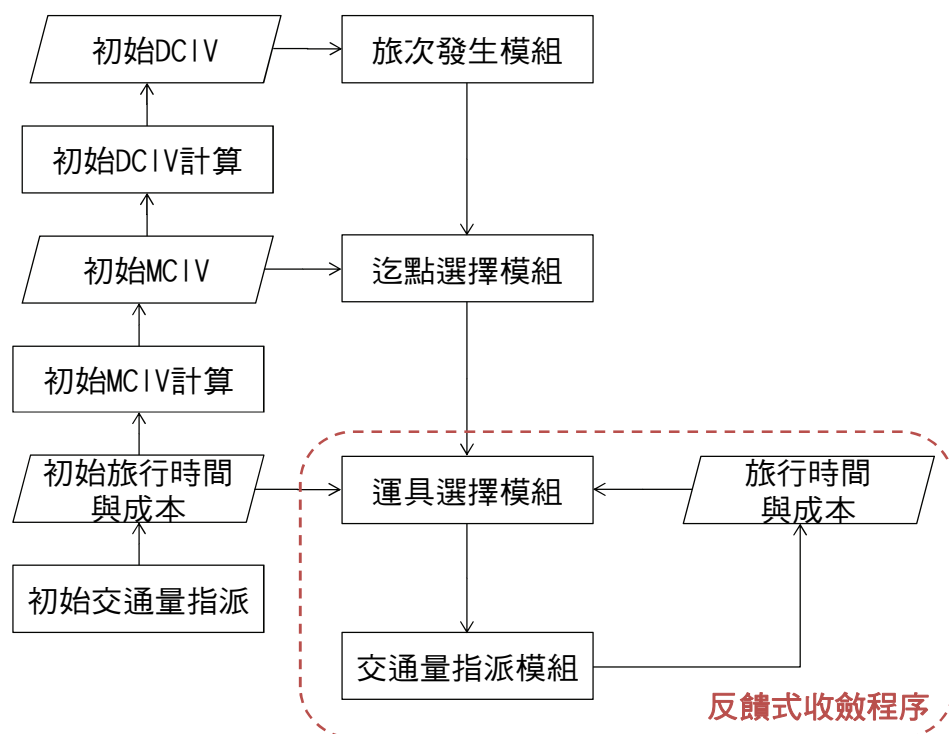 初始DCIV
旅次發生模組
初始DCIV計算
初始MCIV
迄點選擇模組
初始MCIV計算
初始旅行時間
與成本
運具選擇模組
旅行時間
與成本
初始交通量指派
交通量指派模組
反饋式收斂程序